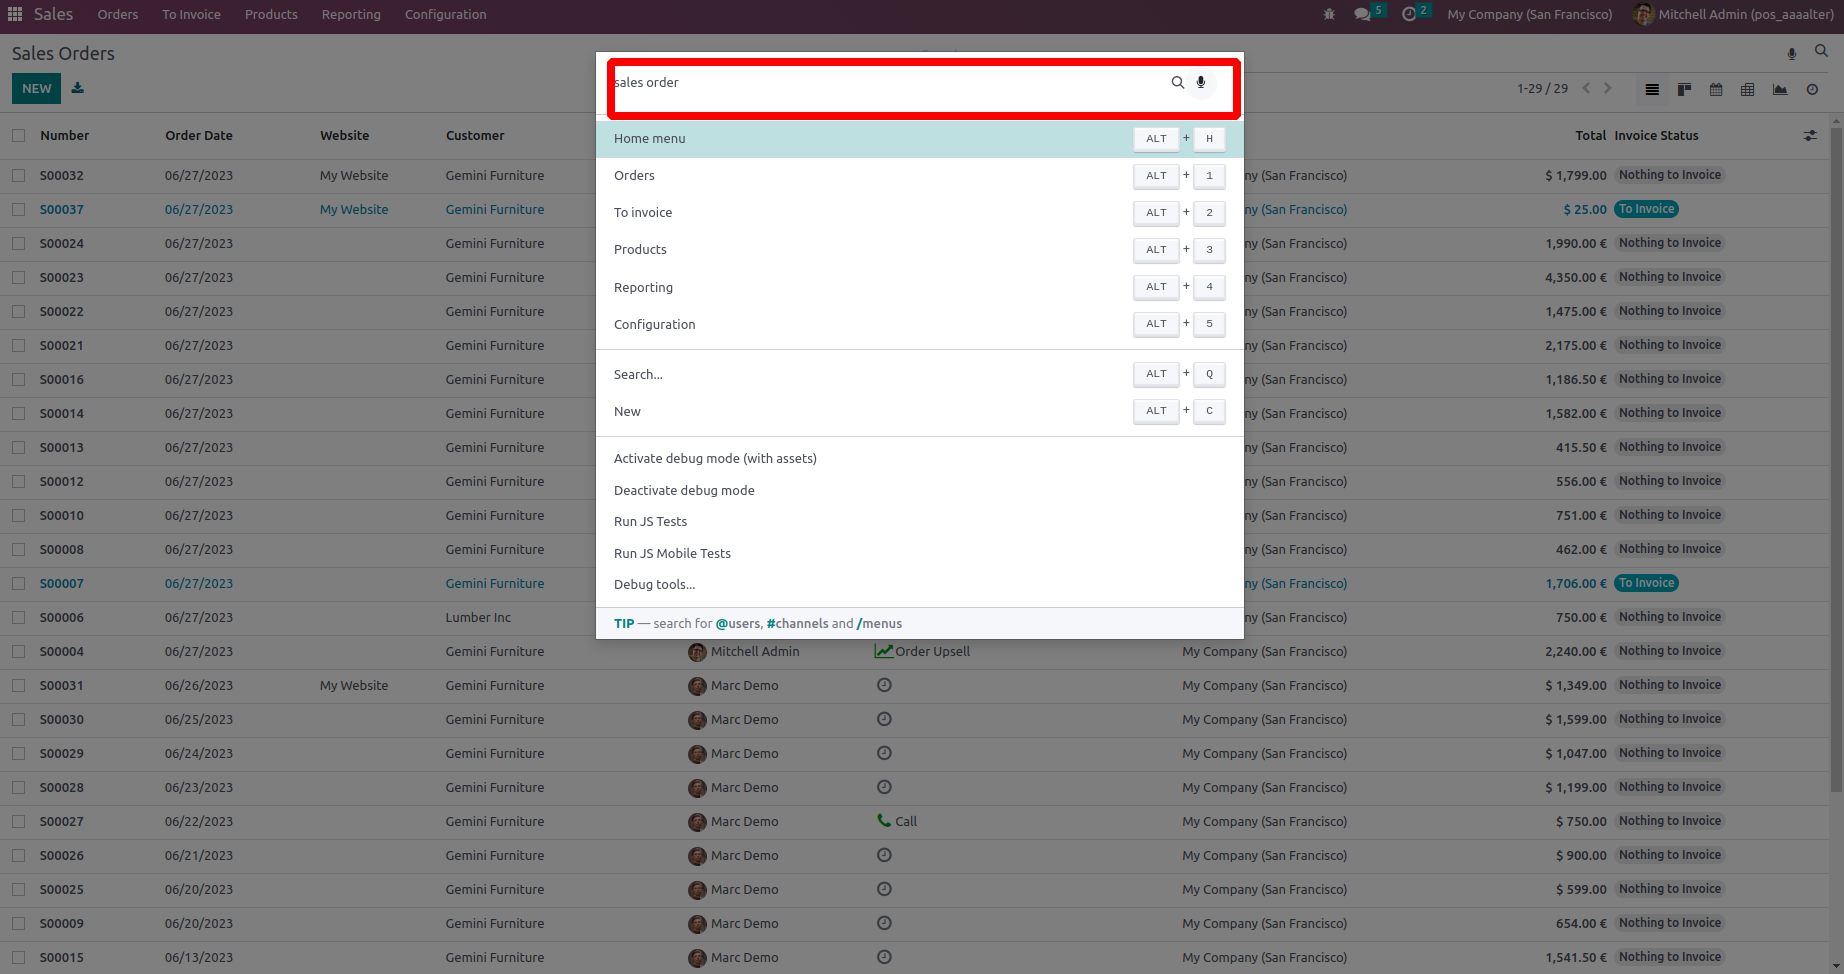 Sales Orders To Invoice Products Reporting Configuration 5 2 My Company (San Francisco) Mitchell Admin (pos_aaaalter)
Sales Orders
NEW 1-29 / 29
sales order
Home menu ALT + H
Orders ALT + 1
To invoice ALT + 2
Products ALT + 3
Reporting ALT + 4
Configuration ALT + 5
Search... ALT + Q
New ALT + C
Activate debug mode (with assets)
Deactivate debug mode
Run JS Tests
Run JS Mobile Tests
Debug tools...
TIP — search for @users, #channels and /menus
Number Order Date Website Customer Total Invoice Status
S00032 06/27/2023 My Website Gemini Furniture ny (San Francisco) $ 1,799.00 Nothing to Invoice
S00037 06/27/2023 My Website Gemini Furniture ny (San Francisco) $ 25.00 To Invoice
S00024 06/27/2023 Gemini Furniture ny (San Francisco) 1,990.00 € Nothing to Invoice
S00023 06/27/2023 Gemini Furniture ny (San Francisco) 4,350.00 € Nothing to Invoice
S00022 06/27/2023 Gemini Furniture ny (San Francisco) 1,475.00 € Nothing to Invoice
S00021 06/27/2023 Gemini Furniture ny (San Francisco) 2,175.00 € Nothing to Invoice
S00016 06/27/2023 Gemini Furniture ny (San Francisco) 1,186.50 € Nothing to Invoice
S00014 06/27/2023 Gemini Furniture ny (San Francisco) 1,582.00 € Nothing to Invoice
S00013 06/27/2023 Gemini Furniture ny (San Francisco) 415.50 € Nothing to Invoice
S00012 06/27/2023 Gemini Furniture ny (San Francisco) 556.00 € Nothing to Invoice
S00010 06/27/2023 Gemini Furniture ny (San Francisco) 751.00 € Nothing to Invoice
S00008 06/27/2023 Gemini Furniture ny (San Francisco) 462.00 € Nothing to Invoice
S00007 06/27/2023 Gemini Furniture ny (San Francisco) 1,706.00 € To Invoice
S00006 06/27/2023 Lumber Inc ny (San Francisco) 750.00 € Nothing to Invoice
S00004 06/27/2023 Gemini Furniture Mitchell Admin Order Upsell My Company (San Francisco) 2,240.00 € Nothing to Invoice
S00031 06/26/2023 My Website Gemini Furniture Marc Demo My Company (San Francisco) $ 1,349.00 Nothing to Invoice
S00030 06/25/2023 Gemini Furniture Marc Demo My Company (San Francisco) $ 1,599.00 Nothing to Invoice
S00029 06/24/2023 Gemini Furniture Marc Demo My Company (San Francisco) $ 1,047.00 Nothing to Invoice
S00028 06/23/2023 Gemini Furniture Marc Demo My Company (San Francisco) $ 1,199.00 Nothing to Invoice
S00027 06/22/2023 Gemini Furniture Marc Demo Call My Company (San Francisco) $ 750.00 Nothing to Invoice
S00026 06/21/2023 Gemini Furniture Marc Demo My Company (San Francisco) $ 900.00 Nothing to Invoice
S00025 06/20/2023 Gemini Furniture Marc Demo My Company (San Francisco) $ 599.00 Nothing to Invoice
S00009 06/20/2023 Gemini Furniture Marc Demo My Company (San Francisco) 654.00 € Nothing to Invoice
S00015 06/13/2023 Gemini Furniture Marc Demo My Company (San Francisco) 1,541.50 € Nothing to Invoice